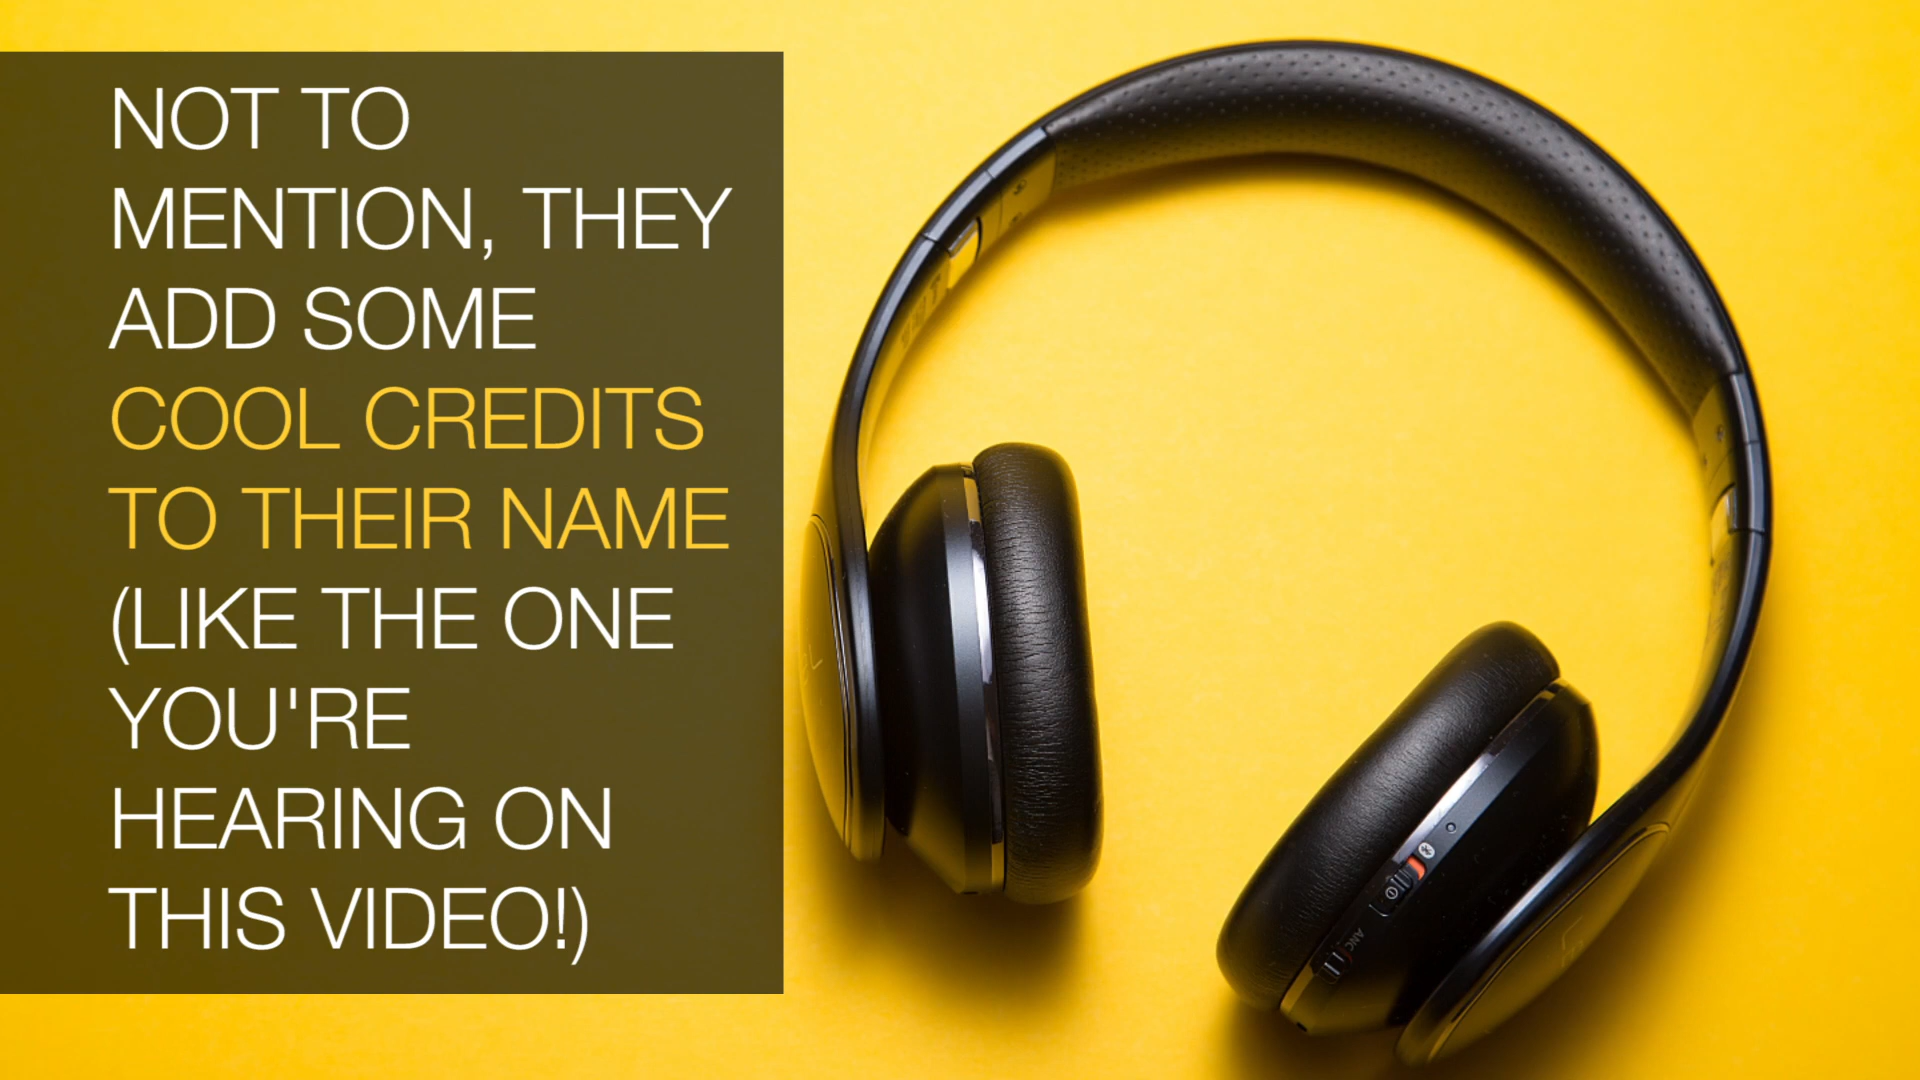 NOT TO
MENTION, THEY
ADD SOME
COOL CREDITS
TO THEIR NAME
(LIKE THE ONE
YOU'RE
HEARING ON
THIS VIDEO!)
ANC